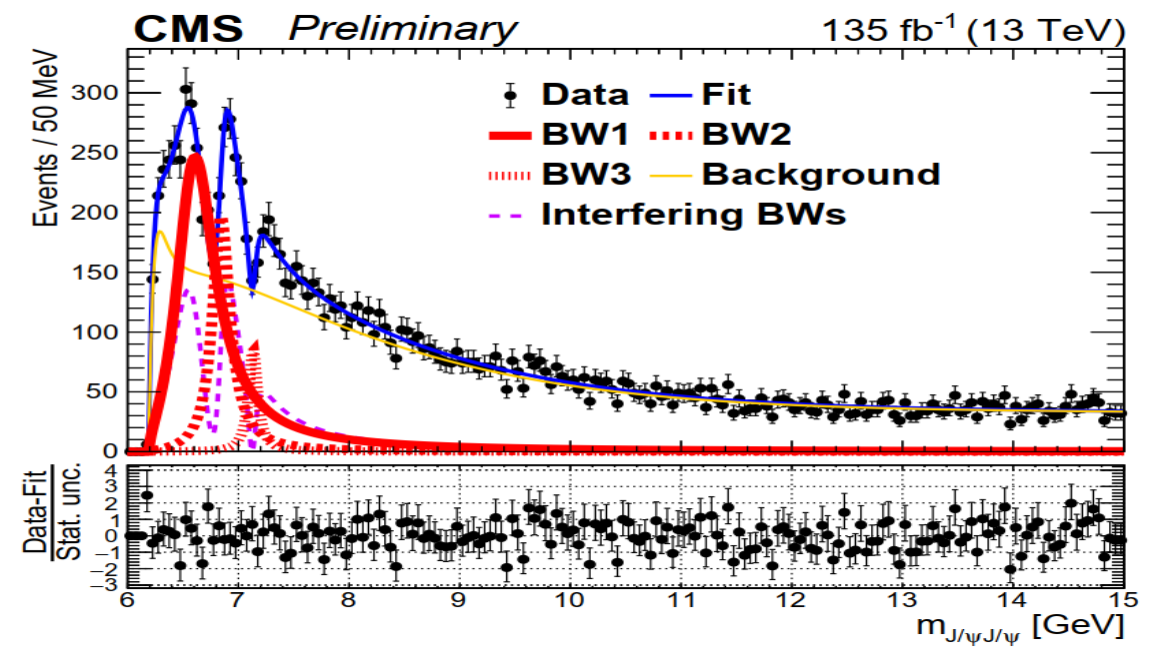 CMS Preliminary 135 fb⁻¹ (13 TeV)
Events / 50 MeV
300
250
200
150
100
50
0
Data Fit
BW1 BW2
BW3 Background
Interfering BWs
Data-Fit
Stat. unc.
4
3
2
1
0
−1
−2
−3
6 7 8 9 10 11 12 13 14 15
m_{J/ψJ/ψ} [GeV]